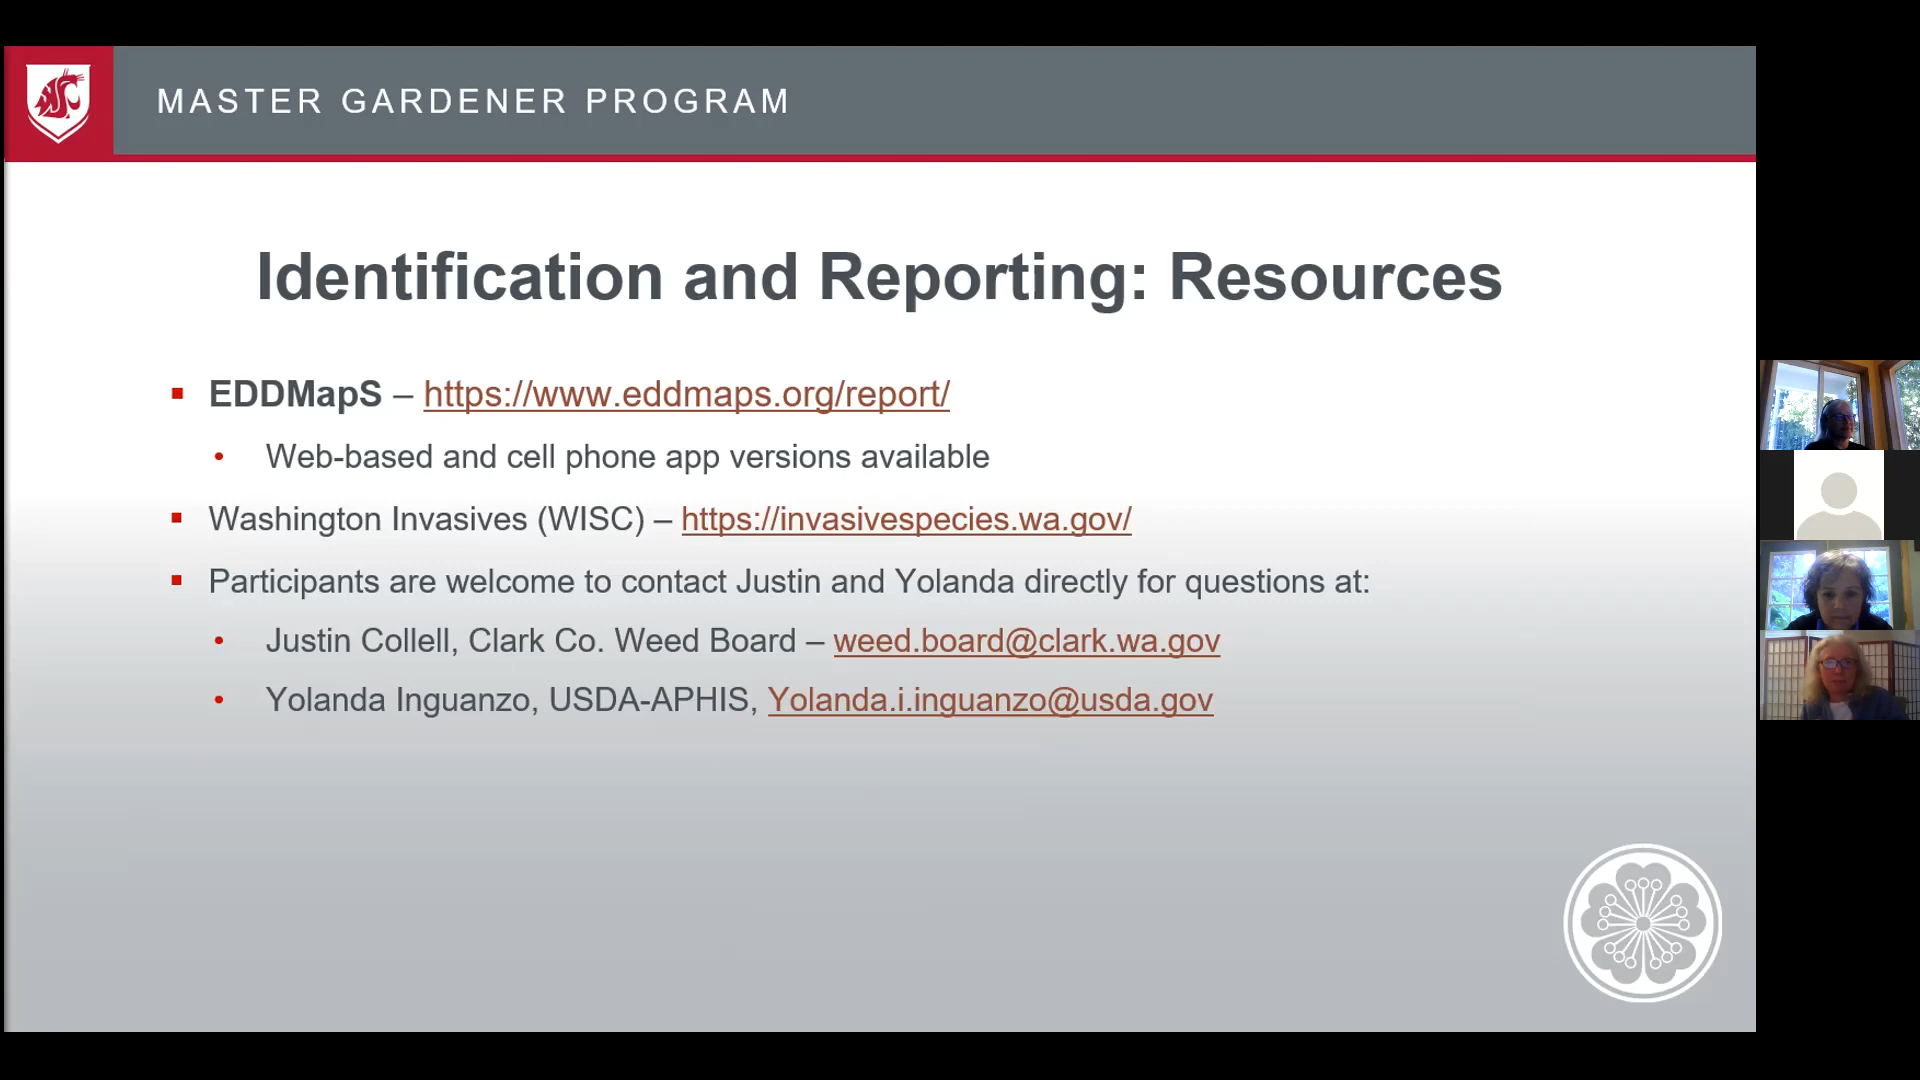 MASTER GARDENER PROGRAM
Identification and Reporting: Resources
EDDMapS – https://www.eddmaps.org/report/
Web-based and cell phone app versions available
Washington Invasives (WISC) – https://invasivespecies.wa.gov/
Participants are welcome to contact Justin and Yolanda directly for questions at:
Justin Collell, Clark Co. Weed Board – weed.board@clark.wa.gov
Yolanda Inguanzo, USDA-APHIS, Yolanda.i.inguanzo@usda.gov